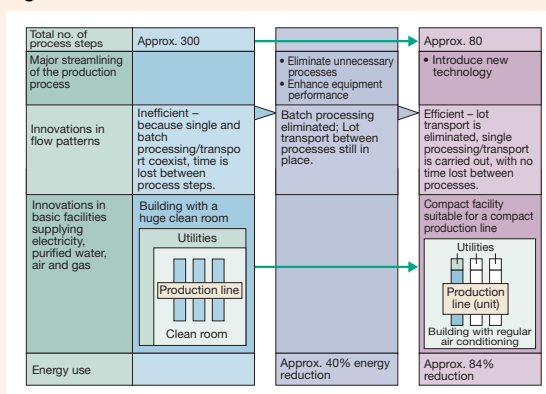 Total no. of
process steps
Approx. 300
Approx. 80
Major streamlining
of the production
process
• Eliminate unnecessary
processes
• Enhance equipment
performance
• Introduce new
technology
Innovations in
flow patterns
Inefficient –
because single and
batch
processing/transpo
rt coexist, time is
lost between
process steps.
Batch processing
eliminated; Lot
transport between
processes still in
place.
Efficient – lot
transport is
eliminated, single
processing/transport
is carried out, with no
time lost between
processes.
Innovations in
basic facilities
supplying
electricity,
purified water,
air and gas
Building with a
huge clean room
Utilities
Production line
Clean room
Compact facility
suitable for a compact
production line
Utilities
Production
line (unit)
Building with regular
air conditioning
Energy use
Approx. 40% energy
reduction
Approx. 84%
reduction